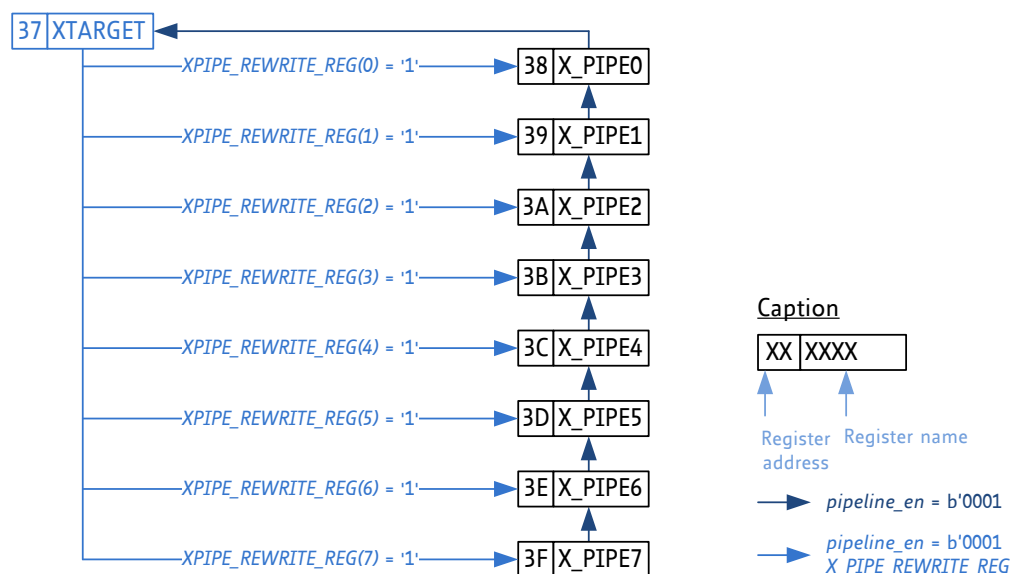 37 XTARGET
XPIPE_REWRITE_REG(0) = '1' 38 X_PIPE0
XPIPE_REWRITE_REG(1) = '1' 39 X_PIPE1
XPIPE_REWRITE_REG(2) = '1' 3A X_PIPE2
XPIPE_REWRITE_REG(3) = '1' 3B X_PIPE3
XPIPE_REWRITE_REG(4) = '1' 3C X_PIPE4
XPIPE_REWRITE_REG(5) = '1' 3D X_PIPE5
XPIPE_REWRITE_REG(6) = '1' 3E X_PIPE6
XPIPE_REWRITE_REG(7) = '1' 3F X_PIPE7
Caption
XX XXXX
Register
address
Register name
pipeline_en = b'0001
pipeline_en = b'0001
X_PIPE_REWRITE_REG